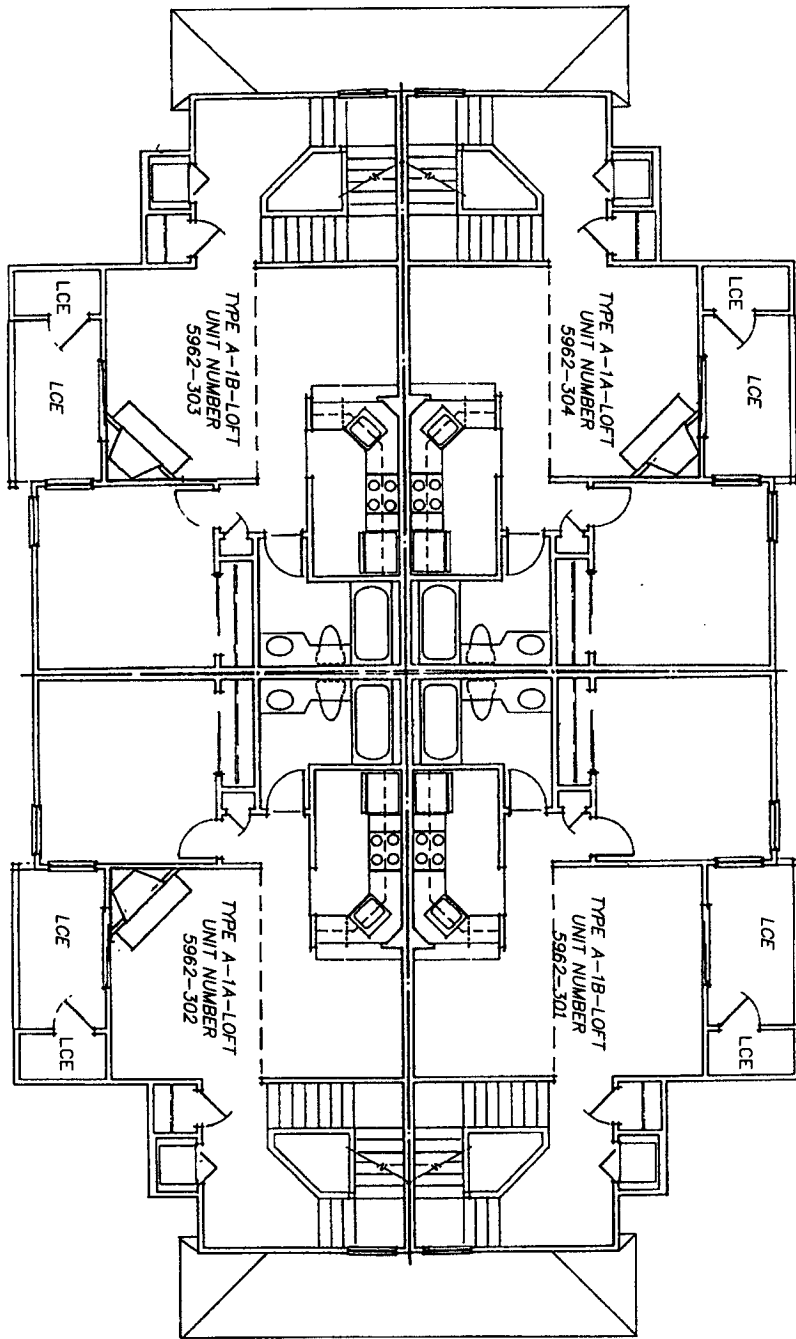 TYPE A-1B-LOFT
UNIT NUMBER
5962-303
LCE
LCE
TYPE A-1A-LOFT
UNIT NUMBER
5962-304
LCE
LCE
TYPE A-1A-LOFT
UNIT NUMBER
5962-302
LCE
LCE
TYPE A-1B-LOFT
UNIT NUMBER
5962-301
LCE
LCE